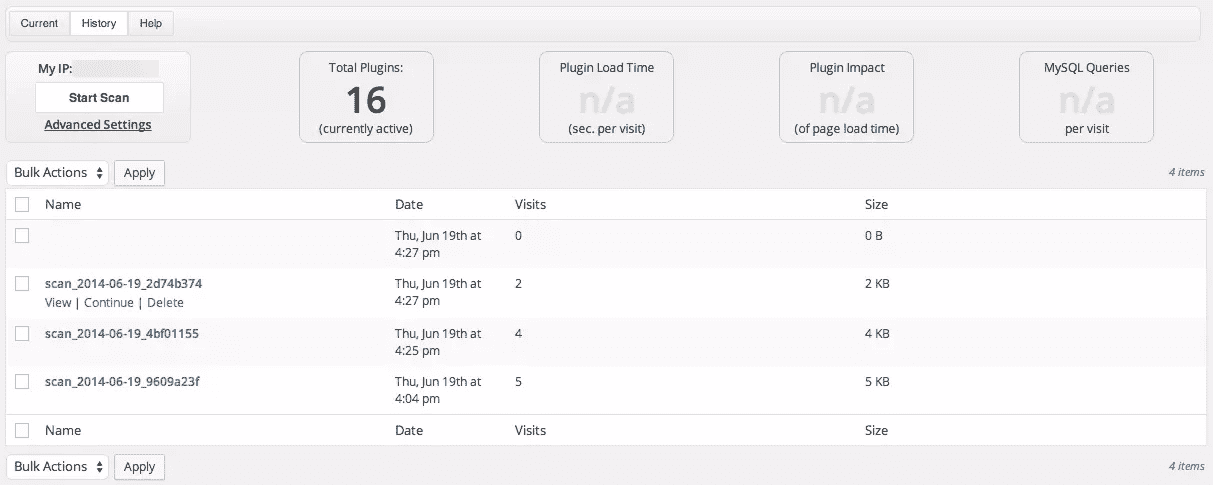 Current History Help
My IP:
Start Scan
Advanced Settings
Total Plugins:
16
(currently active)
Plugin Load Time
n/a
(sec. per visit)
Plugin Impact
n/a
(of page load time)
MySQL Queries
n/a
per visit
Bulk Actions Apply 4 items
Name Date Visits Size
Thu, Jun 19th at 0 0 B
4:27 pm
scan_2014-06-19_2d74b374 Thu, Jun 19th at 2 2 KB
View | Continue | Delete 4:27 pm
scan_2014-06-19_4bf01155 Thu, Jun 19th at 4 4 KB
4:25 pm
scan_2014-06-19_9609a23f Thu, Jun 19th at 5 5 KB
4:04 pm
Name Date Visits Size
Bulk Actions Apply 4 items